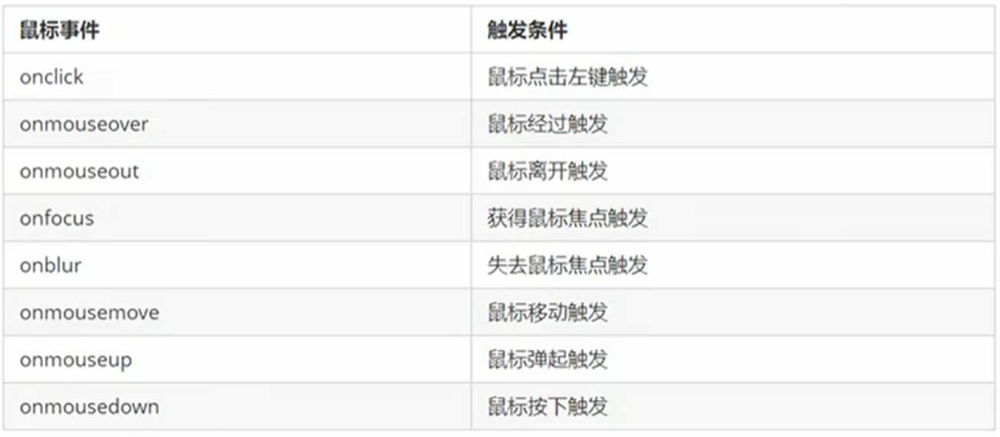 鼠标事件 触发条件
onclick 鼠标点击左键触发
onmouseover 鼠标经过触发
onmouseout 鼠标离开触发
onfocus 获得鼠标焦点触发
onblur 失去鼠标焦点触发
onmousemove 鼠标移动触发
onmouseup 鼠标弹起触发
onmousedown 鼠标按下触发